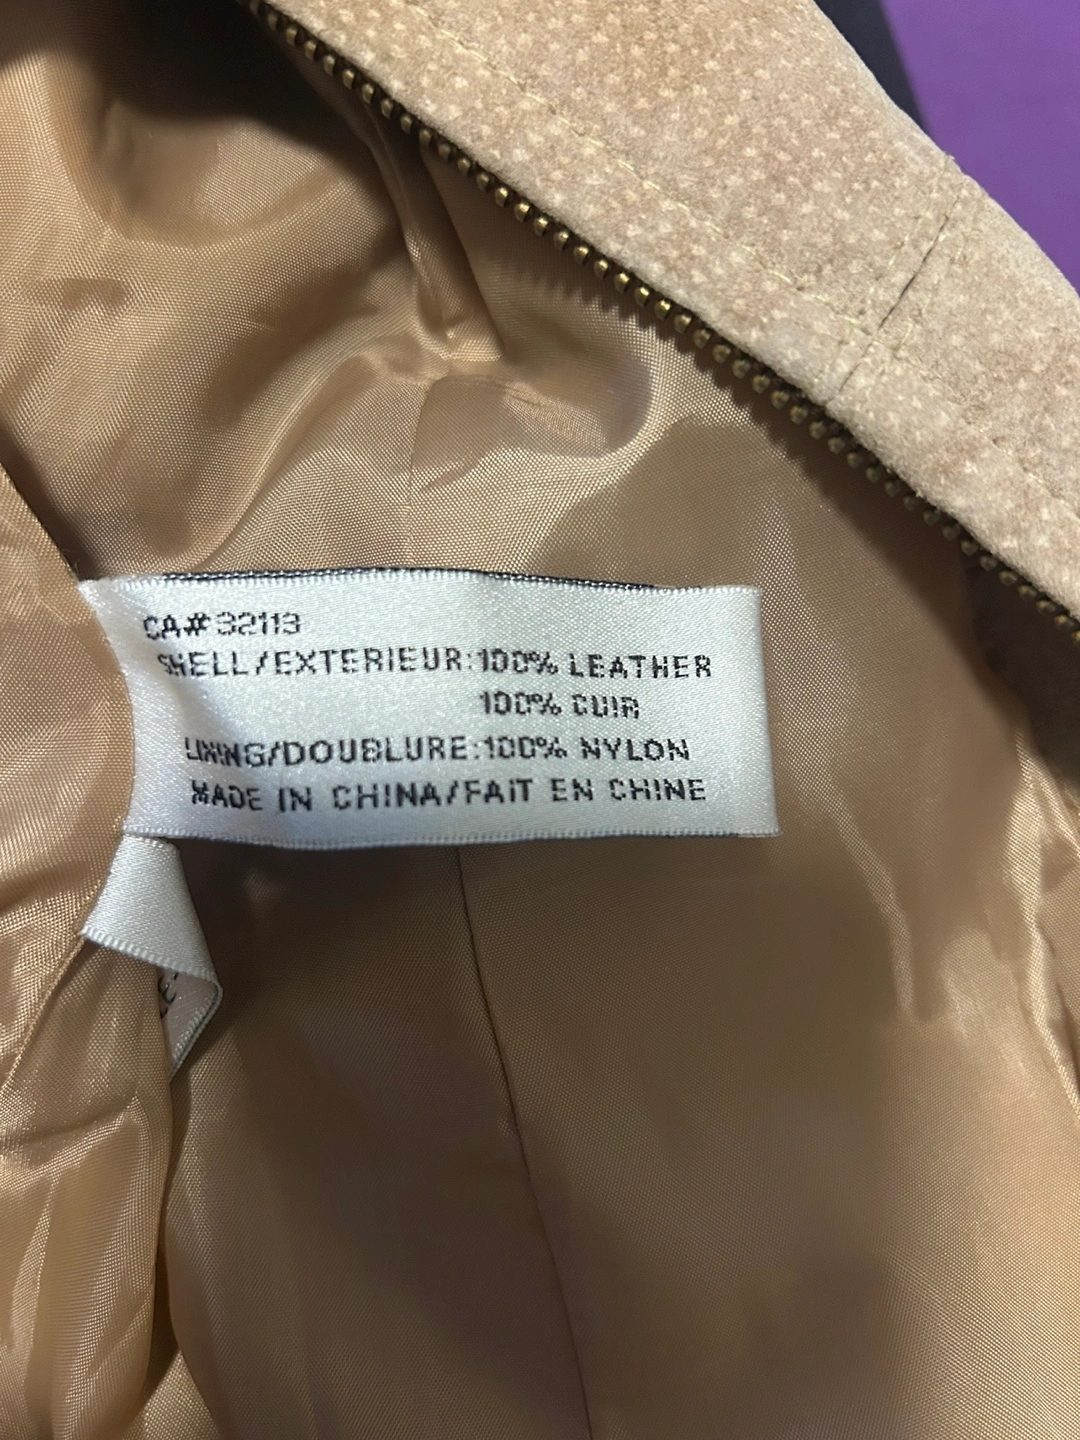 CA# 32113
SHELL/EXTERIEUR:100% LEATHER
100% CUIR
LINING/DOUBLURE:100% NYLON
MADE IN CHINA/FAIT EN CHINE